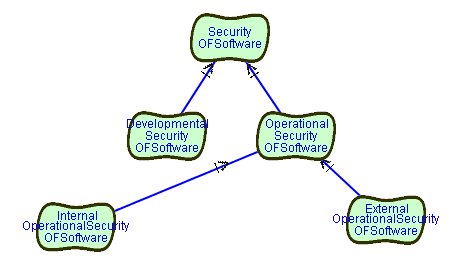 Security
OFSoftware
Developmental
Security
OFSoftware
Operational
Security
OFSoftware
Internal
OperationalSecurity
OFSoftware
External
OperationalSecurity
OFSoftware